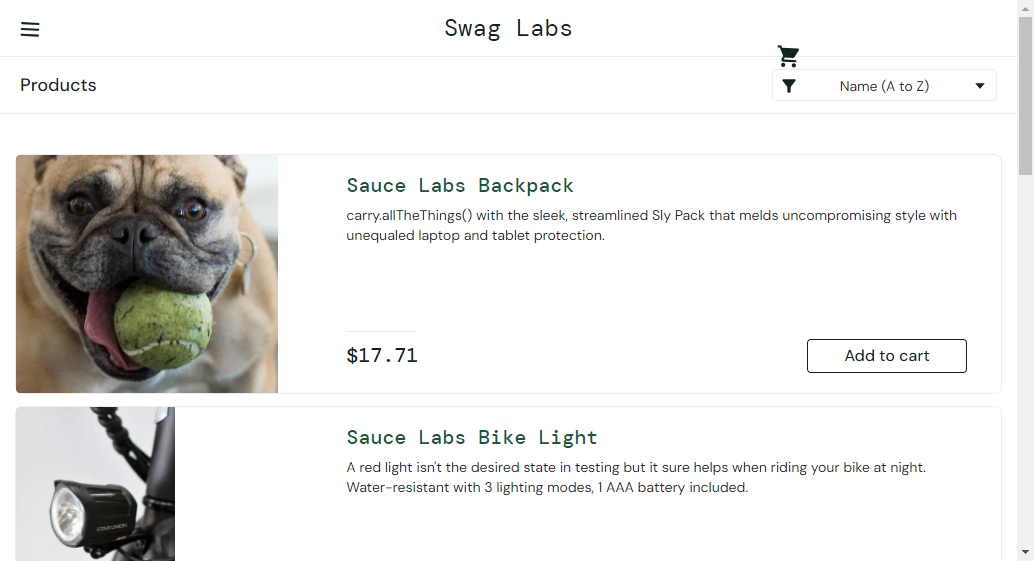 Swag Labs
Products
Name (A to Z)
Sauce Labs Backpack
carry.allTheThings() with the sleek, streamlined Sly Pack that melds uncompromising style with
unequaled laptop and tablet protection.
$17.71
Add to cart
Sauce Labs Bike Light
A red light isn't the desired state in testing but it sure helps when riding your bike at night.
Water-resistant with 3 lighting modes, 1 AAA battery included.